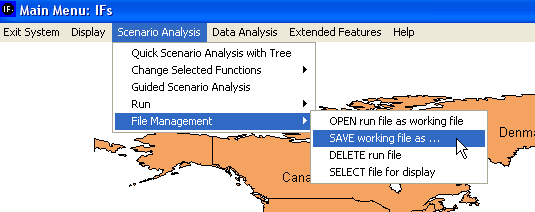 IFs Main Menu: IFs
Exit System Display Scenario Analysis Data Analysis Extended Features Help
Quick Scenario Analysis with Tree
Change Selected Functions
Guided Scenario Analysis
Run
File Management
OPEN run file as working file
SAVE working file as ...
DELETE run file
SELECT file for display
Cana
Denma